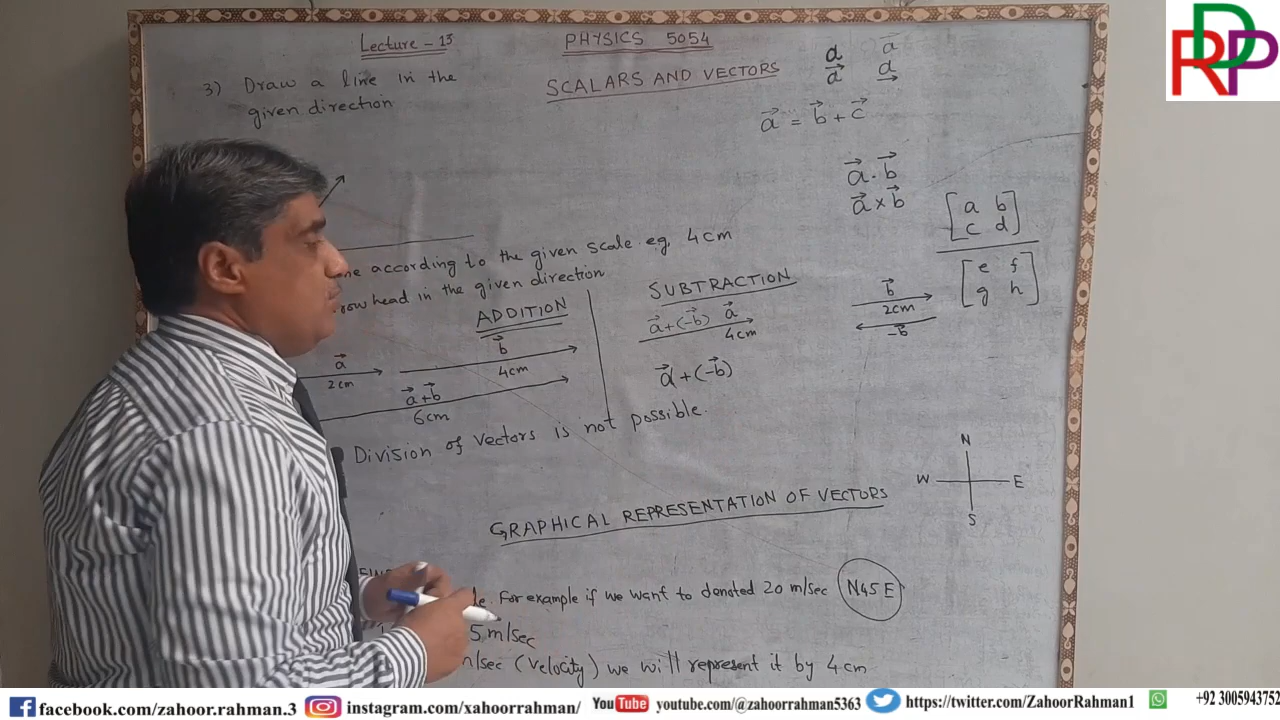 Lecture - 13
PHYSICS 5054
SCALARS AND VECTORS
3) Draw a line in the
given direction
a a
a a
a = b + c
a . b
a × b
[a b
c d]
[e f
g h]
according to the given scale. eg. 4 cm
head in the given direction
ADDITION
a
2cm
b
4cm
a + b
6cm
SUBTRACTION
a + (-b) a
4cm
a + (-b)
b
2cm
-b
Division of vectors is not possible.
N
W E
S
GRAPHICAL REPRESENTATION OF VECTORS
For example if we want to denoted 20 m/sec N45E
5 m/sec
m/sec (Velocity) we will represent it by 4 cm
RDDP
facebook.com/zahoor.rahman.3 instagram.com/xahoorrahman/ YouTube youtube.com/@zahoorrahman5363 https://twitter.com/ZahoorRahman1 +92 3005943752